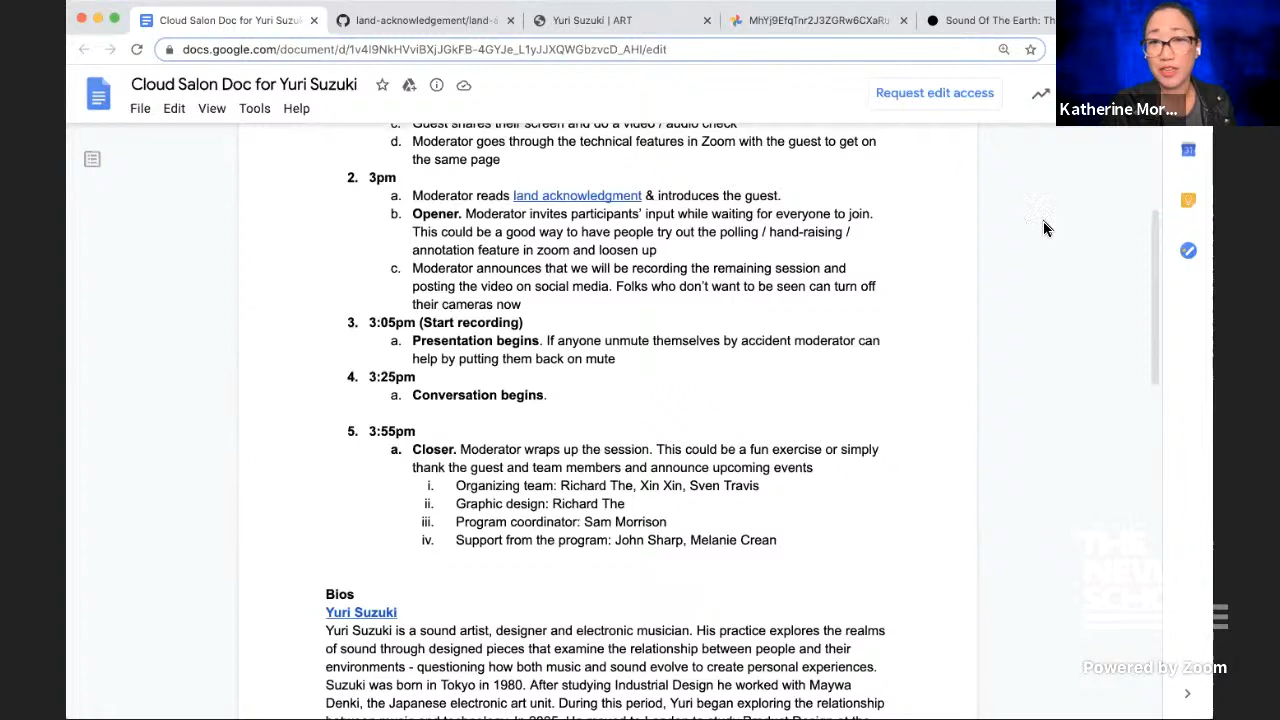 Cloud Salon Doc for Yuri Suzuk
land-acknowledgement/land-a
Yuri Suzuki | ART
MhYj9EfqTnr2J3ZGRw6CXaRu
Sound Of The Earth: Th
docs.google.com/document/d/1v4l9NkHVviBXjJGkFB-4GYJe_L1yJJXQWGbzvcD_AHI/edit
Cloud Salon Doc for Yuri Suzuki
Request edit access
File Edit View Tools Help
Katherine Mor...
c. Guest shares their screen and do a video / audio check
d. Moderator goes through the technical features in Zoom with the guest to get on
the same page
2. 3pm
a. Moderator reads land acknowledgment & introduces the guest.
b. Opener. Moderator invites participants' input while waiting for everyone to join.
This could be a good way to have people try out the polling / hand-raising /
annotation feature in zoom and loosen up
c. Moderator announces that we will be recording the remaining session and
posting the video on social media. Folks who don't want to be seen can turn off
their cameras now
3. 3:05pm (Start recording)
a. Presentation begins. If anyone unmute themselves by accident moderator can
help by putting them back on mute
4. 3:25pm
a. Conversation begins.
5. 3:55pm
a. Closer. Moderator wraps up the session. This could be a fun exercise or simply
thank the guest and team members and announce upcoming events
i. Organizing team: Richard The, Xin Xin, Sven Travis
ii. Graphic design: Richard The
iii. Program coordinator: Sam Morrison
iv. Support from the program: John Sharp, Melanie Crean
Bios
Yuri Suzuki
Yuri Suzuki is a sound artist, designer and electronic musician. His practice explores the realms
of sound through designed pieces that examine the relationship between people and their
environments - questioning how both music and sound evolve to create personal experiences.
Suzuki was born in Tokyo in 1980. After studying Industrial Design he worked with Maywa
Denki, the Japanese electronic art unit. During this period, Yuri began exploring the relationship
THE
NEW
SCHO
Powered by Zoom
31